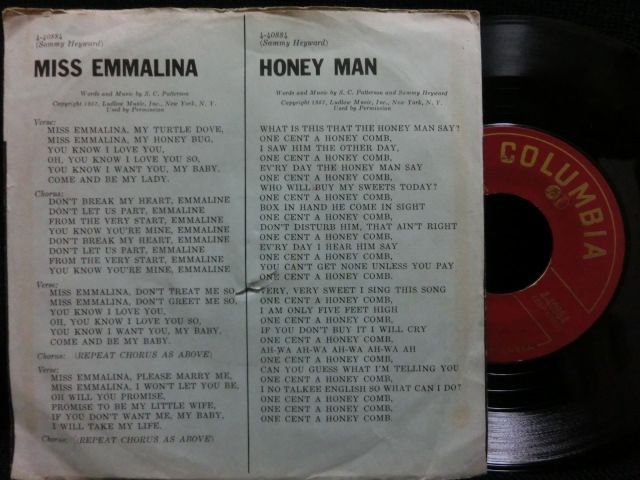 4-40884
(Sammy Heyward)
MISS EMMALINA
Words and Music by S. C. Patterson
Copyright 1957, Ludlow Music, Inc., New York, N. Y.
Used by Permission
Verse:
MISS EMMALINA, MY TURTLE DOVE,
MISS EMMALINA, MY HONEY BUG,
YOU KNOW I LOVE YOU,
OH, YOU KNOW I LOVE YOU SO,
YOU KNOW I WANT YOU, MY BABY,
COME AND BE MY LADY.
Chorus:
DON'T BREAK MY HEART, EMMALINE
DON'T LET US PART, EMMALINE
FROM THE VERY START, EMMALINE
YOU KNOW YOU'RE MINE, EMMALINE
DON'T BREAK MY HEART, EMMALINE
DON'T LET US PART, EMMALINE
FROM THE VERY START, EMMALINE
YOU KNOW YOU'RE MINE, EMMALINE
Verse:
MISS EMMALINA, DON'T TREAT ME SO,
MISS EMMALINA, DON'T GREET ME SO,
YOU KNOW I LOVE YOU,
OH, YOU KNOW I LOVE YOU SO,
YOU KNOW I WANT YOU, MY BABY,
COME AND BE MY BABY.
Chorus: (REPEAT CHORUS AS ABOVE)
Verse:
MISS EMMALINA, PLEASE MARRY ME,
MISS EMMALINA, I WON'T LET YOU BE,
OH WILL YOU PROMISE,
PROMISE TO BE MY LITTLE WIFE,
IF YOU DON'T WANT ME, MY BABY,
I WILL TAKE MY LIFE.
Chorus: (REPEAT CHORUS AS ABOVE)
4-40884
(Sammy Heyward)
HONEY MAN
Words and Music by S. C. Patterson and Sammy Heyward
Copyright 1957, Ludlow Music, Inc., New York, N. Y.
Used by Permission
WHAT IS THIS THAT THE HONEY MAN SAY?
ONE CENT A HONEY COMB,
I SAW HIM THE OTHER DAY,
ONE CENT A HONEY COMB,
EV'RY DAY THE HONEY MAN SAY
ONE CENT A HONEY COMB,
WHO WILL BUY MY SWEETS TODAY?
ONE CENT A HONEY COMB,
BOX IN HAND HE COME IN SIGHT
ONE CENT A HONEY COMB,
DON'T DISTURB HIM, THAT AIN'T RIGHT
ONE CENT A HONEY COMB,
EV'RY DAY I HEAR HIM SAY
ONE CENT A HONEY COMB,
YOU CAN'T GET NONE UNLESS YOU PAY
ONE CENT A HONEY COMB.
VERY, VERY SWEET I SING THIS SONG
ONE CENT A HONEY COMB,
I AM ONLY FIVE FEET HIGH
ONE CENT A HONEY COMB,
IF YOU DON'T BUY IT I WILL CRY
ONE CENT A HONEY COMB,
AH-WA AH-WA AH-WA AH-WA AH
ONE CENT A HONEY COMB,
CAN YOU GUESS WHAT I'M TELLING YOU
ONE CENT A HONEY COMB,
I NO TALKEE ENGLISH SO WHAT CAN I DO?
ONE CENT A HONEY COMB,
ONE CENT A HONEY COMB,
ONE CENT A HONEY COMB.
COLUMBIA